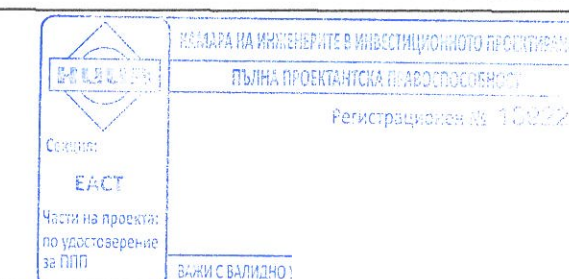 КАМАРА НА ИНЖЕНЕРИТЕ В ИНВЕСТИЦИОННОТО
ПЪЛНА ПРОЕКТАНТСКА ПРАВОСПОСОБНОСТ
Регистрационен №
Секция:
ЕАСТ
Части на проекта:
по удостоверение
за ППП
ВАЖИ С ВАЛИДНО